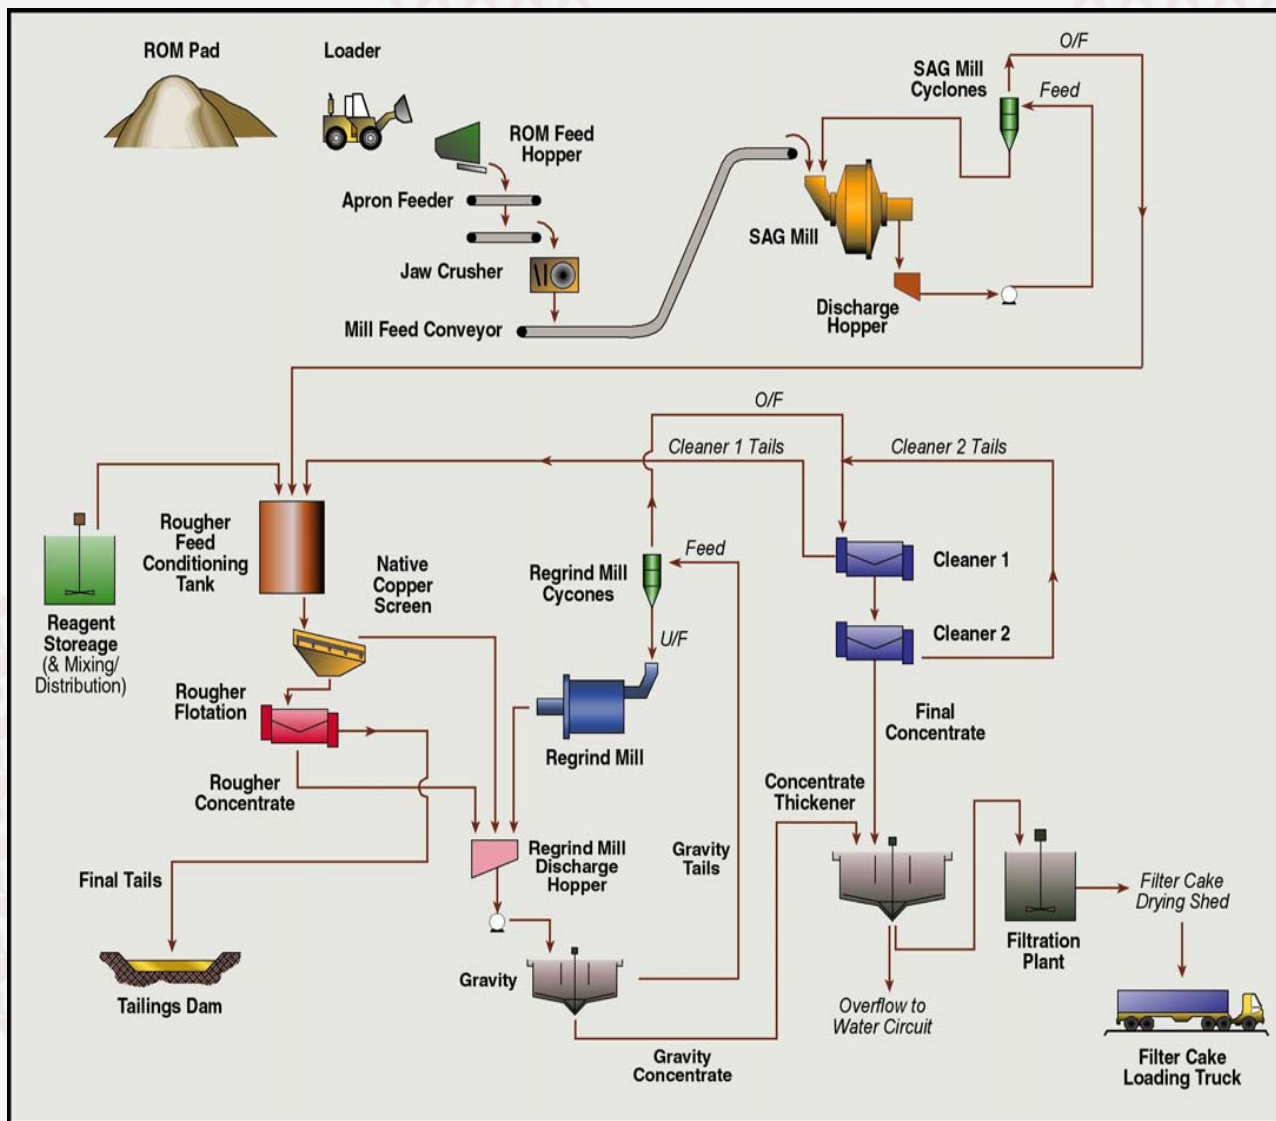 ROM Pad
Loader
O/F
SAG Mill
Cyclones
Feed
ROM Feed
Hopper
Apron Feeder
SAG Mill
Jaw Crusher
Discharge
Hopper
Mill Feed Conveyor
O/F
Cleaner 1 Tails
Cleaner 2 Tails
Rougher
Feed
Conditioning
Tank
Native
Copper
Screen
Feed
Regrind Mill
Cycones
Cleaner 1
Reagent
Storeage
(& Mixing/
Distribution)
U/F
Cleaner 2
Rougher
Flotation
Final
Concentrate
Regrind Mill
Rougher
Concentrate
Concentrate
Thickener
Regrind Mill
Discharge
Hopper
Gravity
Tails
Final Tails
Filter Cake
Drying Shed
Filtration
Plant
Gravity
Tailings Dam
Overflow to
Water Circuit
Gravity
Concentrate
Filter Cake
Loading Truck